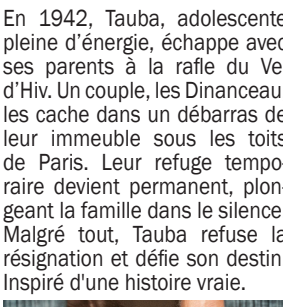 En 1942, Tauba, adolescente
pleine d'énergie, échappe avec
ses parents à la rafle du Vel
d'Hiv. Un couple, les Dinanceau,
les cache dans un débarras de
leur immeuble sous les toits
de Paris. Leur refuge tempo-
raire devient permanent, plon-
geant la famille dans le silence.
Malgré tout, Tauba refuse la
résignation et défie son destin.
Inspiré d'une histoire vraie.